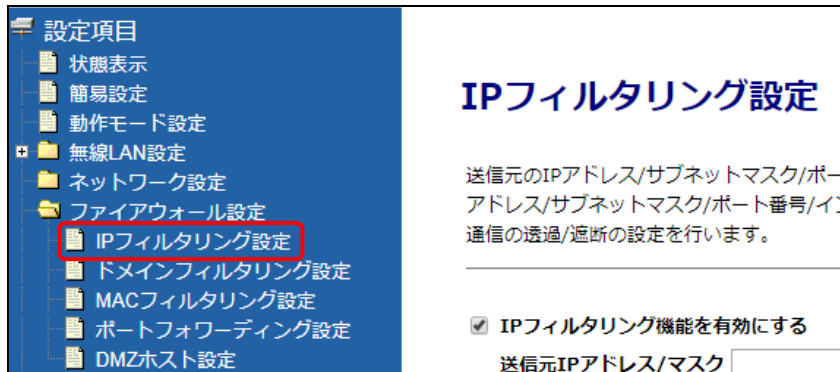 設定項目
状態表示
簡易設定
動作モード設定
無線LAN設定
ネットワーク設定
ファイアウォール設定
IPフィルタリング設定
ドメインフィルタリング設定
MACフィルタリング設定
ポートフォワーディング設定
DMZホスト設定
IPフィルタリング設定
送信元のIPアドレス/サブネットマスク/ポー
アドレス/サブネットマスク/ポート番号/イン
通信の透過/遮断の設定を行います。
IPフィルタリング機能を有効にする
送信元IPアドレス/マスク